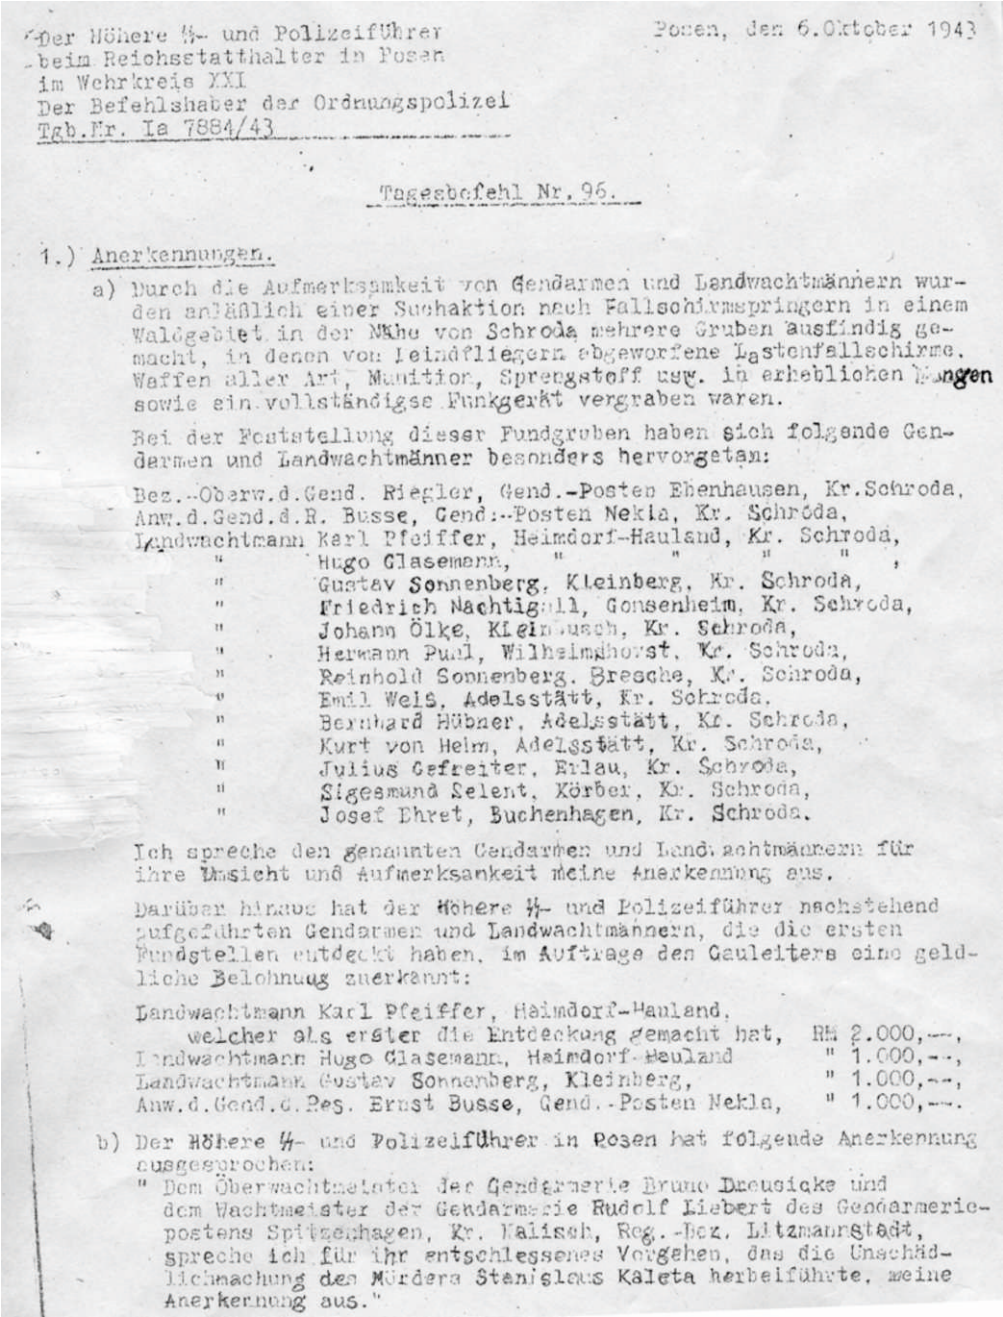 Der Höhere SS- und Polizeiführer
Posen, den 6.Oktober 1943
beim Reichsstatthalter in Posen
im Wehrkreis XXI
Der Befehlshaber der Ordnungspolizei
Tgb.Nr. Ia 7884/43
Tagesbefehl Nr. 96.
1.) Anerkennungen.
a) Durch die Aufmerksamkeit von Gendarmen und Landwachtmännern wur-
den anläßlich einer Suchaktion nach Fallschirmspringern in einem
Waldgebiet in der Nähe von Schroda mehrere Gruben ausfindig ge-
macht, in denen von Feindfliegern abgeworfene Lastenfallschirme,
Waffen aller Art, Munition, Sprengstoff usw. in erheblichen Mengen
sowie ein vollständigse Funkgerät vergraben waren.
Bei der Feststellung dieser Fundgruben haben sich folgende Gen-
darmen und Landwachtmänner besonders hervorgetan:
Bez.-Oberw.d.Gend. Riegler, Gend.-Posten Ebenhausen, Kr.Schroda,
Anw.d.Gend.d.R. Busse, Gend.-Posten Nekla, Kr. Schroda,
Landwachtmann Karl Pfeiffer, Heimdorf-Hauland, Kr. Schroda,
" Hugo Glasemann, " " " " ,
" Gustav Sonnenberg, Kleinberg, Kr. Schroda,
" Friedrich Nachtigall, Gonsenheim, Kr. Schroda,
" Johann Ölke, Kleinbusch, Kr. Schroda,
" Hermann Puhl, Wilhelmshorst, Kr. Schroda,
" Reinhold Sonnenberg, Bresche, Kr. Schroda,
" Emil Weiß, Adelsstätt, Kr. Schroda,
" Bernhard Hübner, Adelsstätt, Kr. Schroda,
" Kurt von Heim, Adelsstätt, Kr. Schroda,
" Julius Gefreiter, Erlau, Kr. Schroda,
" Sigesmund Selent, Körber, Kr. Schroda,
" Josef Ehret, Buchenhagen, Kr. Schroda.
Ich spreche den genannten Gendarmen und Landwachtmännern für
ihre Umsicht und Aufmerksankeit meine Anerkennung aus.
Darüber hinaus hat der Höhere SS- und Polizeiführer nachstehend
aufgeführten Gendarmen und Landwachtmännern, die die ersten
Fundstellen entdeckt haben, im Auftrage des Gauleiters eine geld-
liche Belohnuug zuerkannt:
Landwachtmann Karl Pfeiffer, Heimdorf-Hauland,
welcher als erster die Entdeckung gemacht hat, RM 2.000,--,
Landwachtmann Hugo Glasemann, Heimdorf-Hauland " 1.000,--,
Landwachtmann Gustav Sonnenberg, Kleinberg, " 1.000,--,
Anw.d.Gend.d.Res. Ernst Busse, Gend.-Posten Nekla, " 1.000,--.
b) Der Höhere SS- und Polizeiführer in Posen hat folgende Anerkennung
ausgesprochen:
" Dem Oberwachtmeister der Gendarmerie Bruno Dreusicke und
dem Wachtmeister der Gendarmerie Rudolf Liebert des Gendarmerie-
postens Spitzenhagen, Kr. Kalisch, Reg.-Bez. Litzmannstadt,
spreche ich für ihr entschlossenes Vorgehen, das die Unschäd-
lichmachung des Mörders Stanislaus Kaleta herbeiführte, meine
Anerkennung aus."